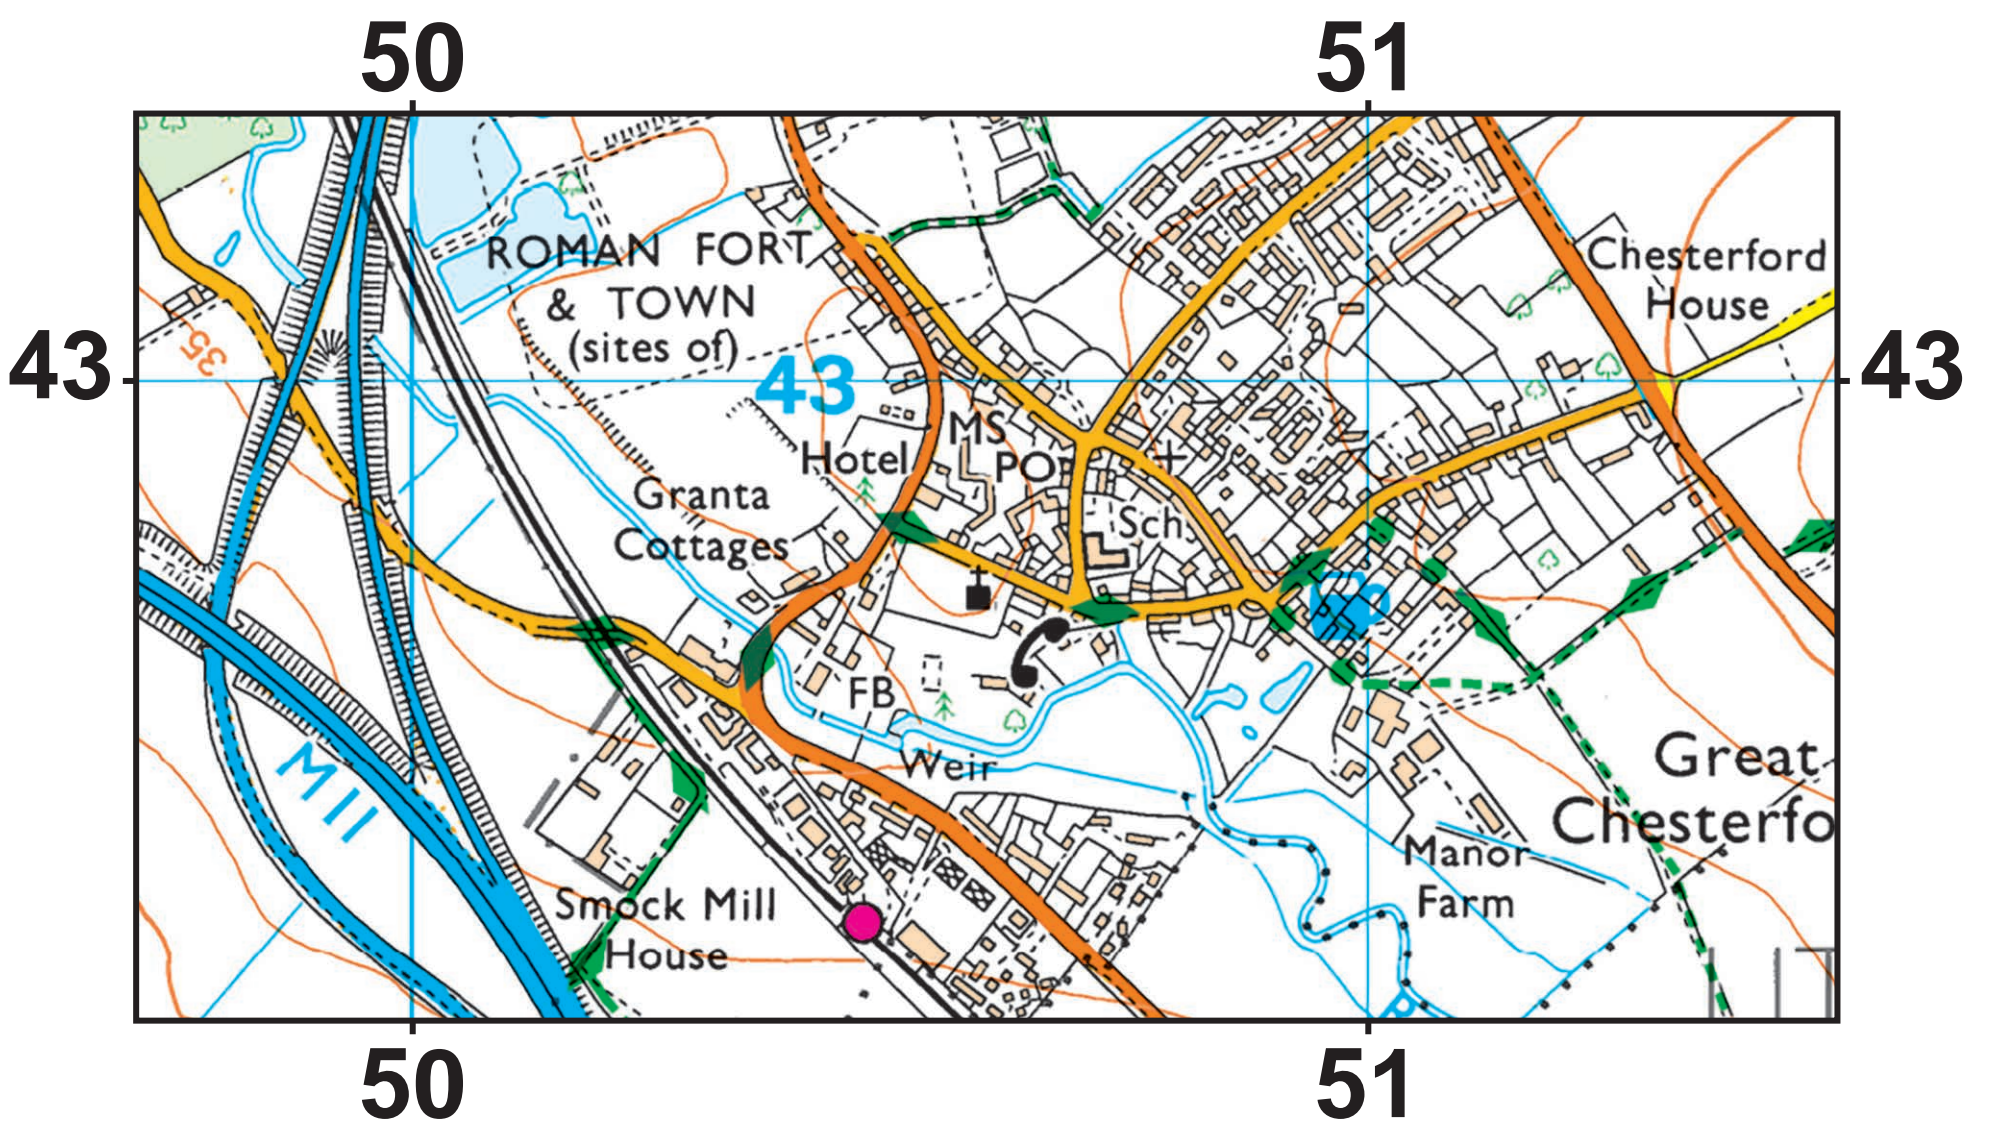 50 51
ROMAN FORT
& TOWN
(sites of)
Chesterford
House
35
43 43 43
MS
Hotel
PO
Granta
Cottages
Sch
FB
Weir
M11
Great
Chesterfo
Manor
Farm
Smock Mill
House
R
50 51